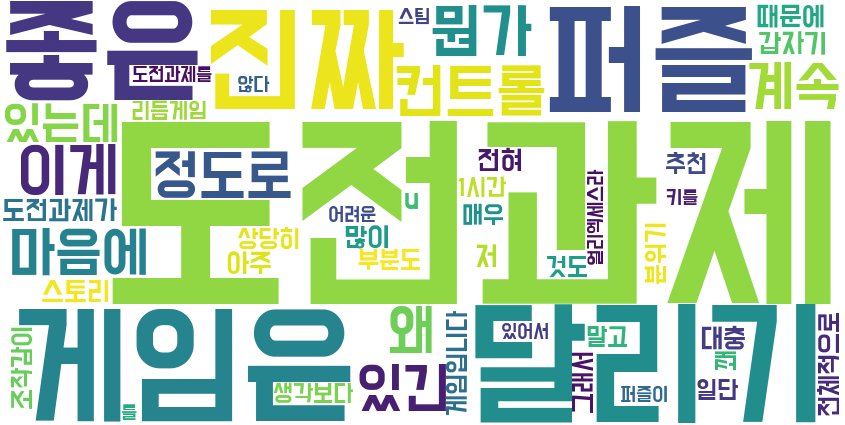 좋은
진짜
스팀
뭔가
퍼즐
때문에
갑자기
도전과제를
않다
컨트롤
계속
있는데
리듬게임
이게
정도로
도전과제
전혀
추천
도전과제가
어려운
u
1시간
매우
키를
얼리엑세스라
마음에
상당히
많이
아주
부분도
저
것도
분위기
스토리
게임은
왜
달리기
있어서
말고
대충
꽤
조작감이
있긴
게임입니다
그래서
전체적으로
생각보다
퍼즐이
일단
들